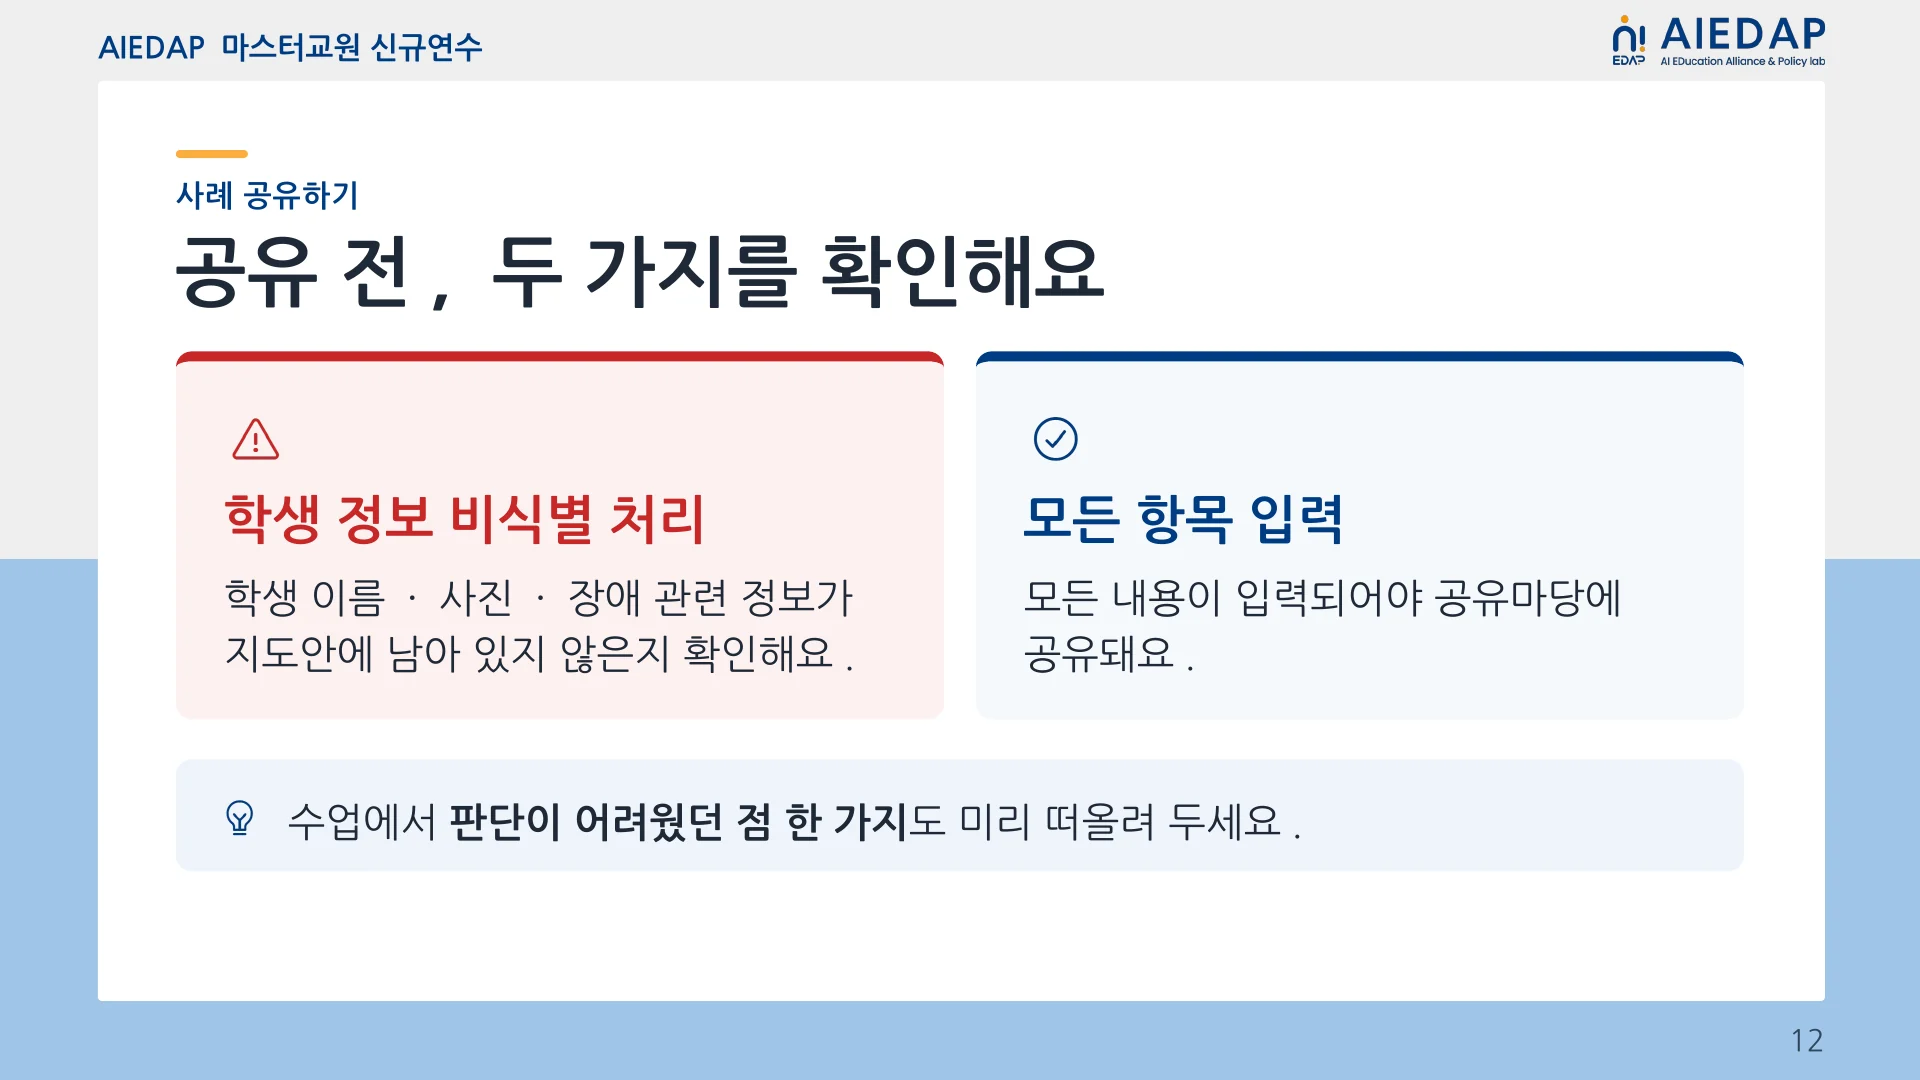 AIEDAP 마스터교원 신규연수
AIEDAP
EDAP
AI EDucation Alliance & Policy lab
사례 공유하기
공유 전 , 두 가지를 확인해요
학생 정보 비식별 처리
학생 이름 · 사진 · 장애 관련 정보가
지도안에 남아 있지 않은지 확인해요 .
모든 항목 입력
모든 내용이 입력되어야 공유마당에
공유돼요 .
수업에서 판단이 어려웠던 점 한 가지도 미리 떠올려 두세요 .
12